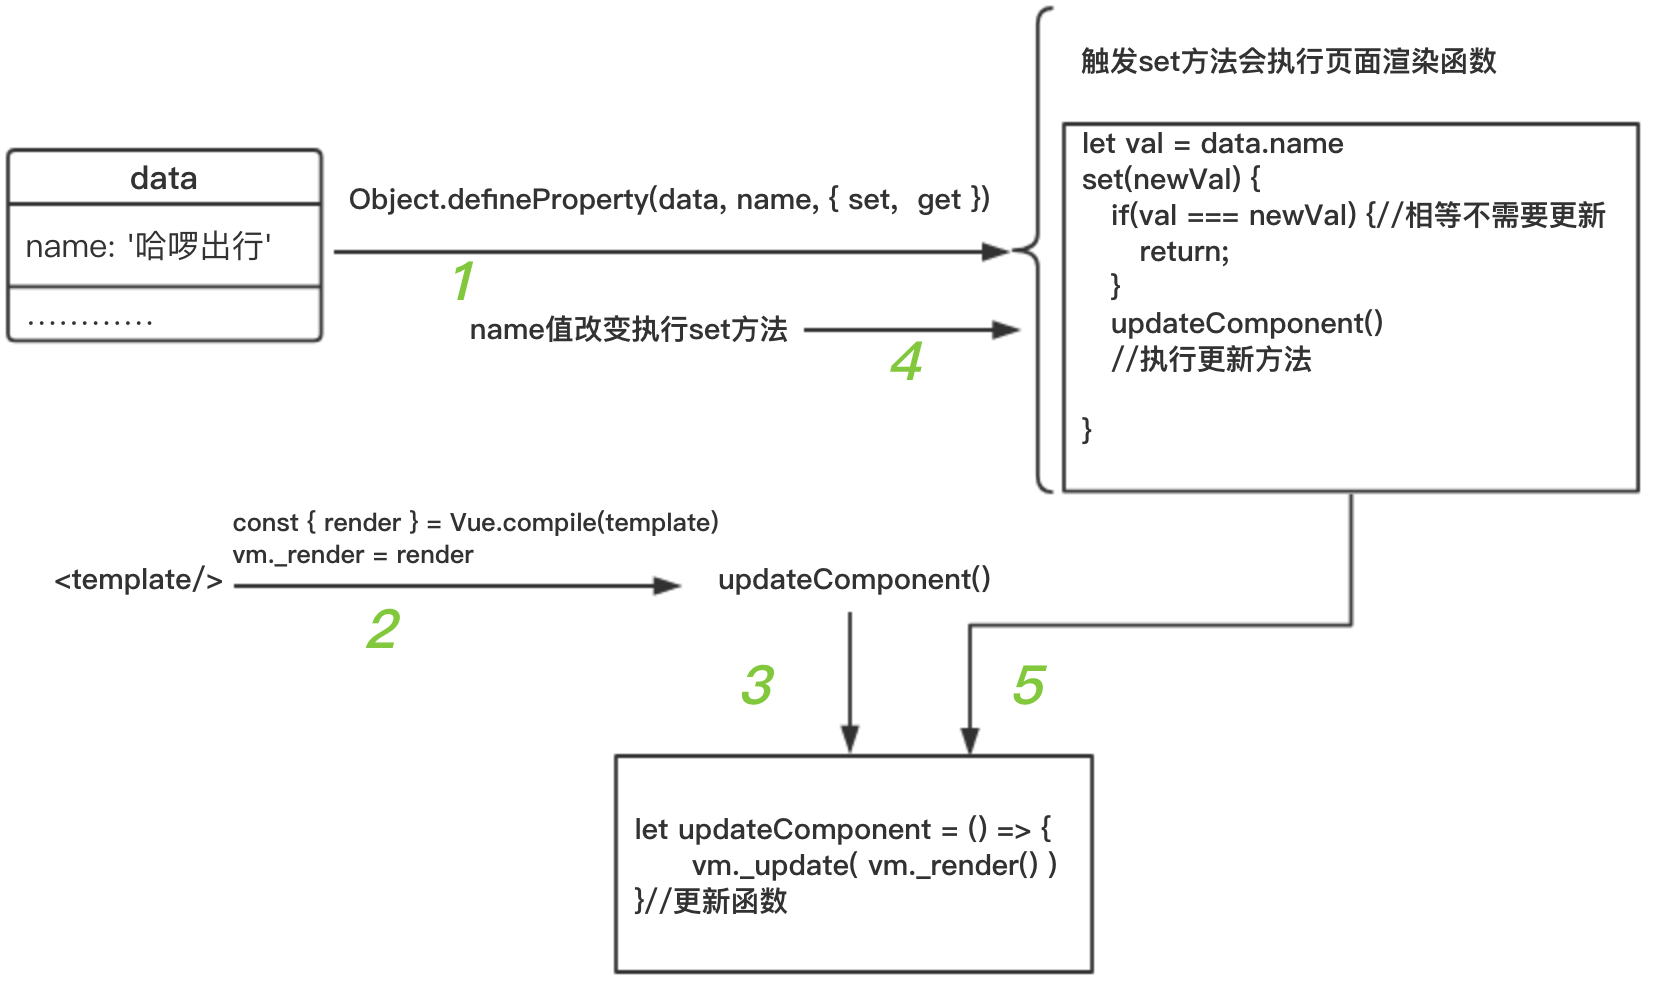 触发set方法会执行页面渲染函数
data
name: '哈啰出行'
............
Object.defineProperty(data, name, { set,  get })
1
name值改变执行set方法
4
let val = data.name
set(newVal) {
if(val === newVal) {//相等不需要更新
return;
}
updateComponent()
//执行更新方法
}
const { render } = Vue.compile(template)
vm._render = render
<template/>
2
updateComponent()
3
5
let updateComponent = () => {
vm._update( vm._render() )
}//更新函数